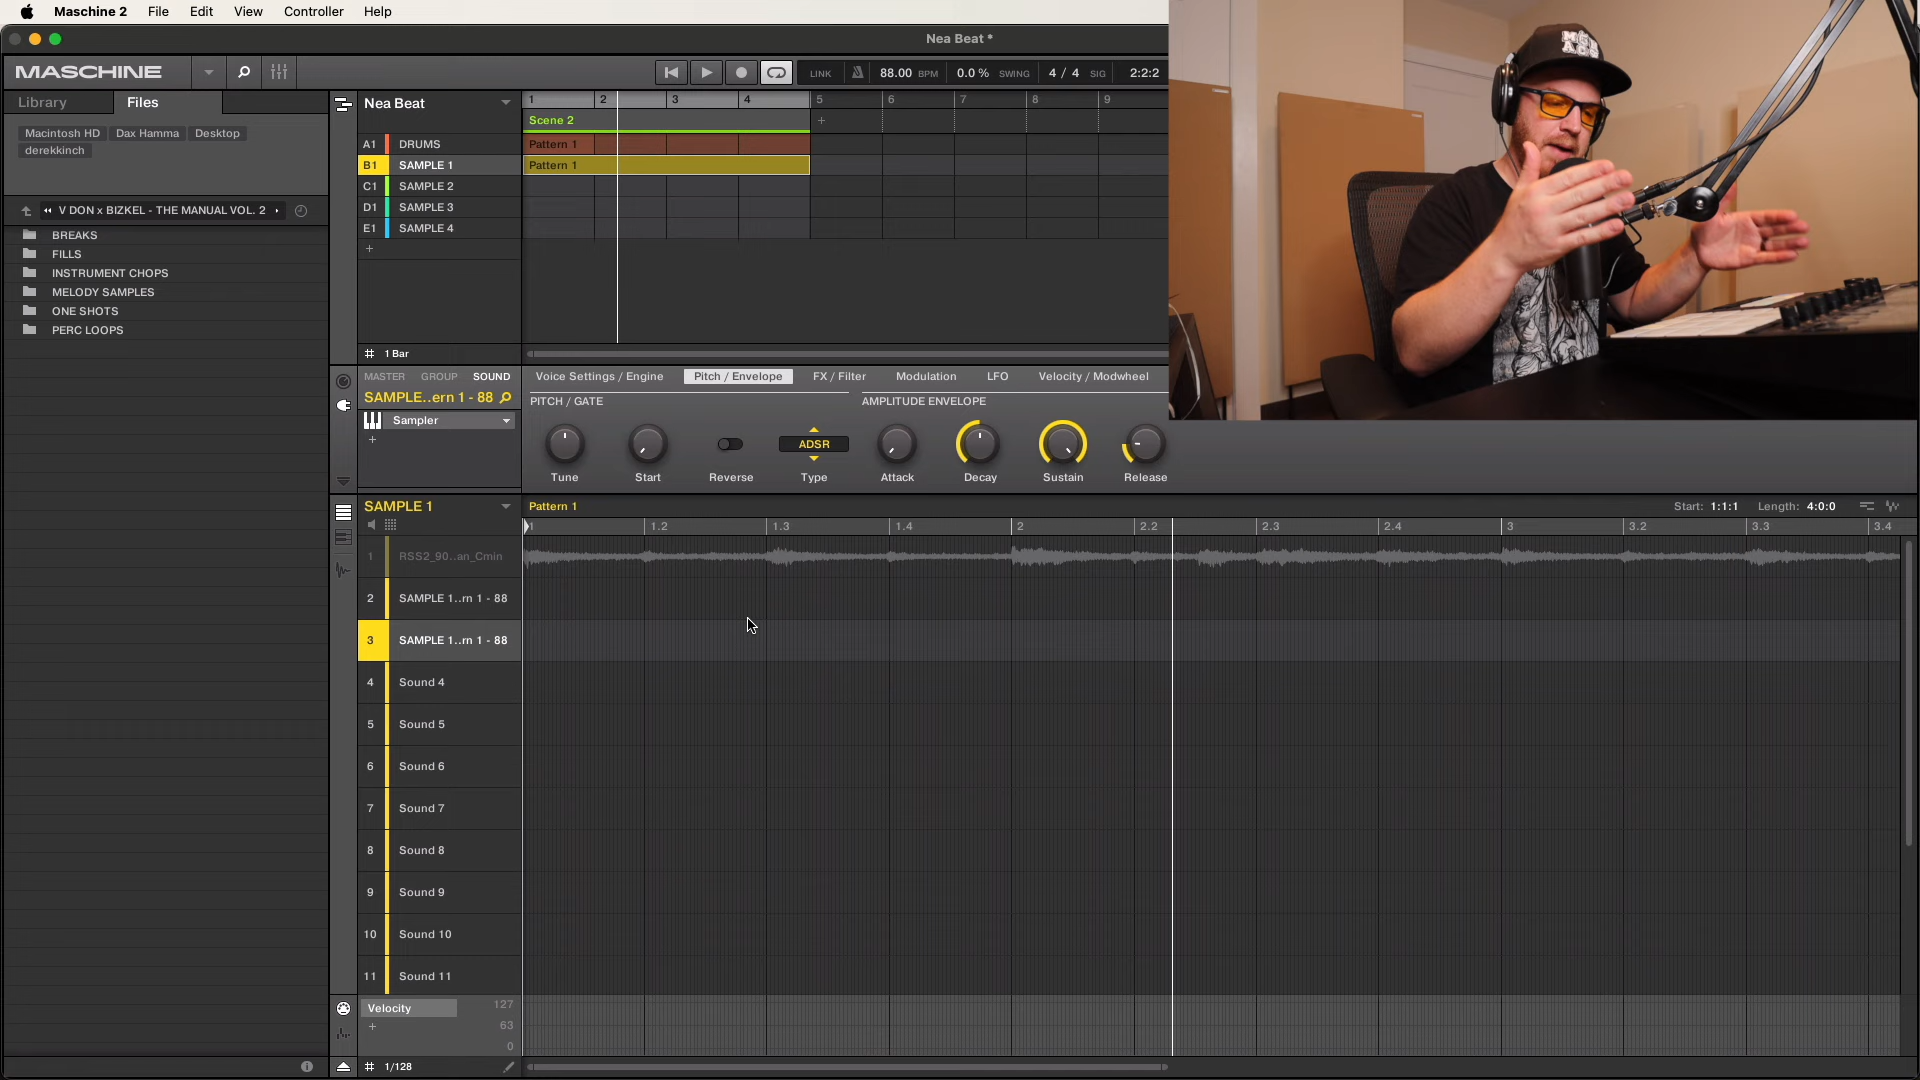 Maschine 2 File Edit View Controller Help
Nea Beat *
MASCHINE
LINK 88.00 BPM 0.0 % SWING 4 / 4 SIG 2:2:2
Library Files
Macintosh HD Dax Hamma Desktop
derekkinch
V DON x BIZKEL - THE MANUAL VOL. 2
BREAKS
FILLS
INSTRUMENT CHOPS
MELODY SAMPLES
ONE SHOTS
PERC LOOPS
Nea Beat
1 2 3 4 5 6 7 8 9
Scene 2 +
A1 DRUMS Pattern 1
B1 SAMPLE 1 Pattern 1
C1 SAMPLE 2
D1 SAMPLE 3
E1 SAMPLE 4
+
1 Bar
MASTER GROUP SOUND
SAMPLE..ern 1 - 88
Sampler
+
Voice Settings / Engine Pitch / Envelope FX / Filter Modulation LFO Velocity / Modwheel
PITCH / GATE AMPLITUDE ENVELOPE
ADSR
Tune Start Reverse Type Attack Decay Sustain Release
SAMPLE 1
Pattern 1 Start: 1:1:1 Length: 4:0:0
1 1.2 1.3 1.4 2 2.2 2.3 2.4 3 3.2 3.3 3.4
1 RSS2_90..an_Cmin
2 SAMPLE 1..rn 1 - 88
3 SAMPLE 1..rn 1 - 88
4 Sound 4
5 Sound 5
6 Sound 6
7 Sound 7
8 Sound 8
9 Sound 9
10 Sound 10
11 Sound 11
Velocity 127
+ 63
0
1/128